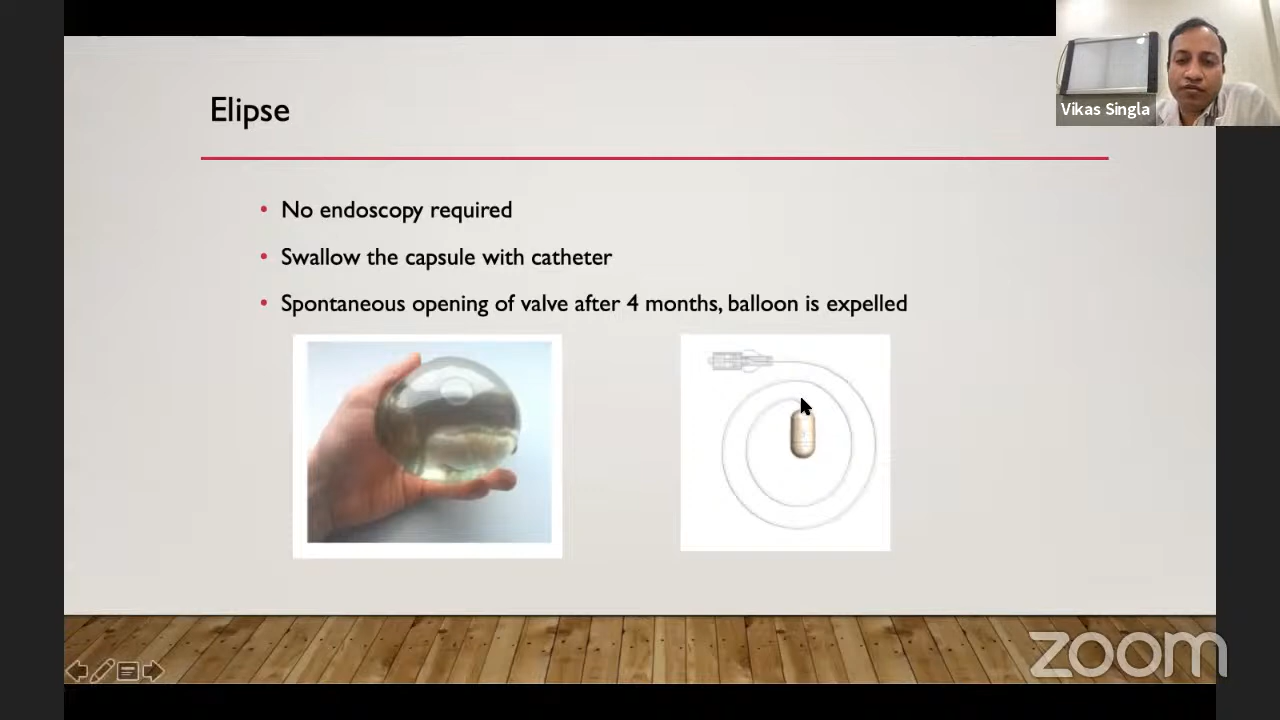 Vikas Singla
Elipse
No endoscopy required
Swallow the capsule with catheter
Spontaneous opening of valve after 4 months, balloon is expelled
zoom